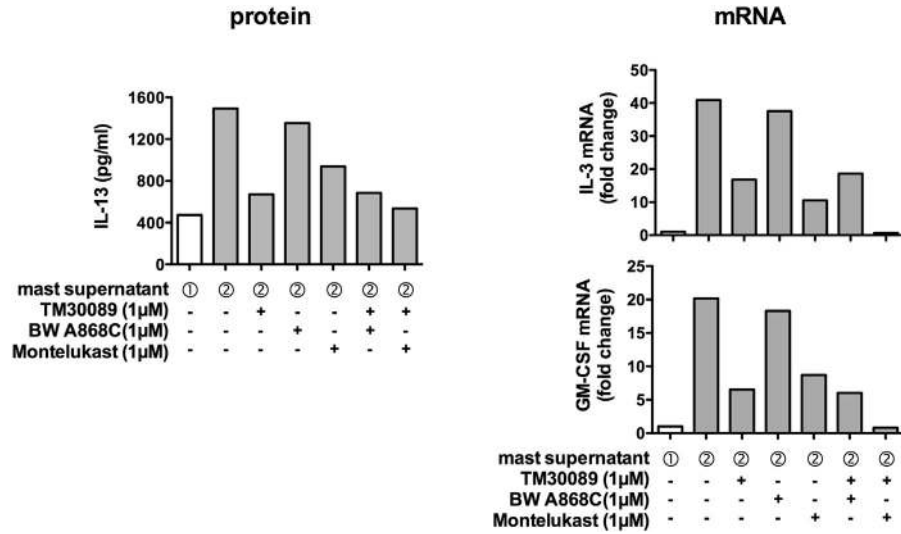 protein
mRNA
1600
1200
800
400
0
IL-13 (pg/ml)
mast supernatant ① ② ② ② ② ② ②
TM30089 (1μM) - - + - - + +
BW A868C(1μM) - - - + - + -
Montelukast (1μM) - - - - + - +
50
40
30
20
10
0
IL-3 mRNA
(fold change)
25
20
15
10
5
0
GM-CSF mRNA
(fold change)
mast supernatant ① ② ② ② ② ② ②
TM30089 (1μM) - - + - - + +
BW A868C(1μM) - - - + - + -
Montelukast (1μM) - - - - + - +